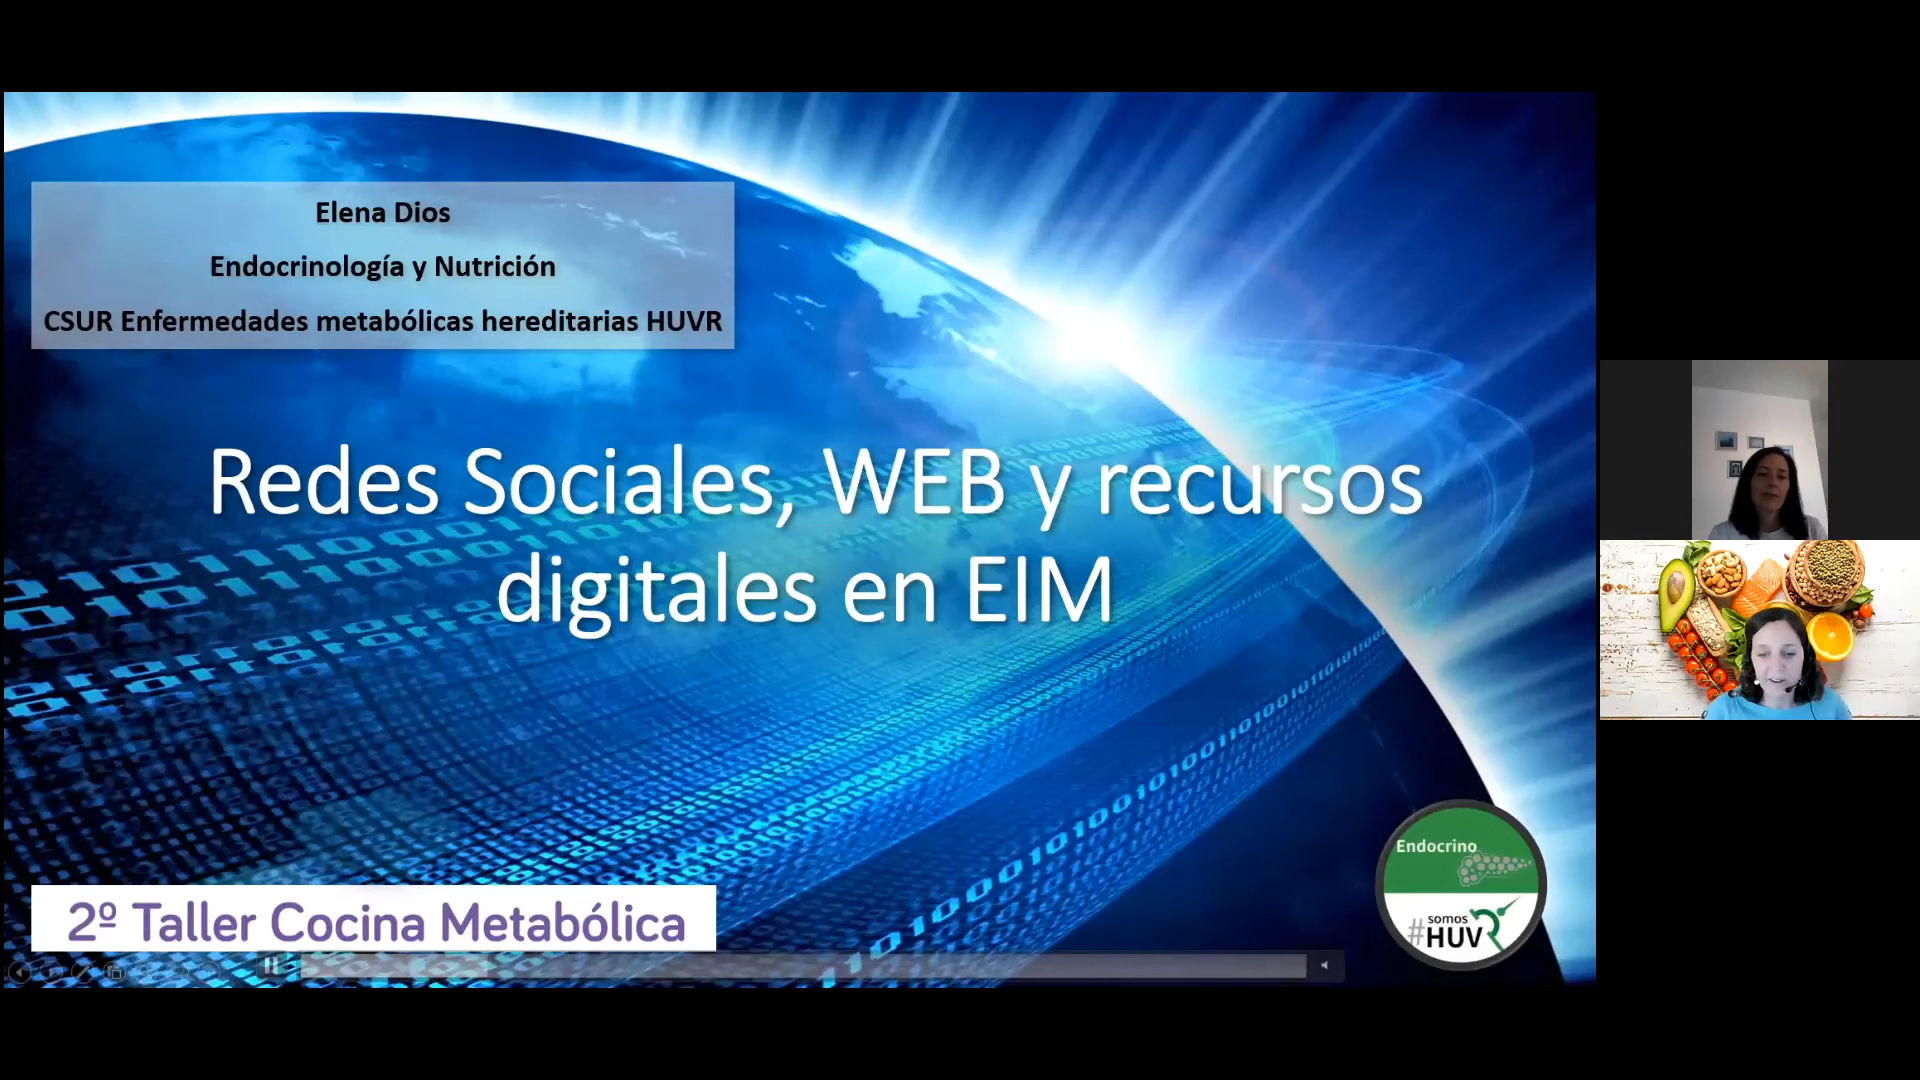 Elena Dios
Endocrinología y Nutrición
CSUR Enfermedades metabólicas hereditarias HUVR
Redes Sociales, WEB y recursos
digitales en EIM
2º Taller Cocina Metabólica
Endocrino
somos
#HUVR